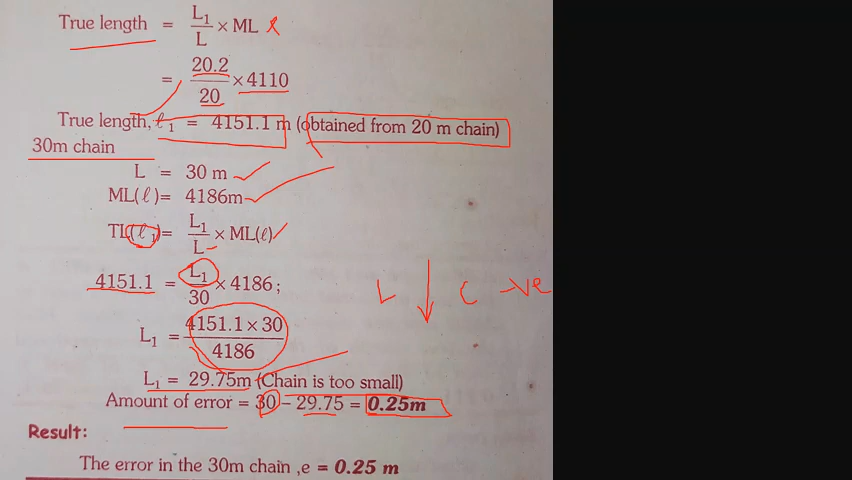 True length = L₁/L × ML
= 20.2/20 × 4110
True length, ℓ₁ = 4151.1 m (obtained from 20 m chain)
30m chain
L = 30 m
ML(ℓ)= 4186m
TL(ℓ₁)= L₁/L × ML(ℓ)
4151.1 = L₁/30 × 4186;
L C -ve
L₁ = 4151.1 × 30/4186
L₁ = 29.75m (Chain is too small)
Amount of error = 30 – 29.75 = 0.25m
Result:
The error in the 30m chain ,e = 0.25 m